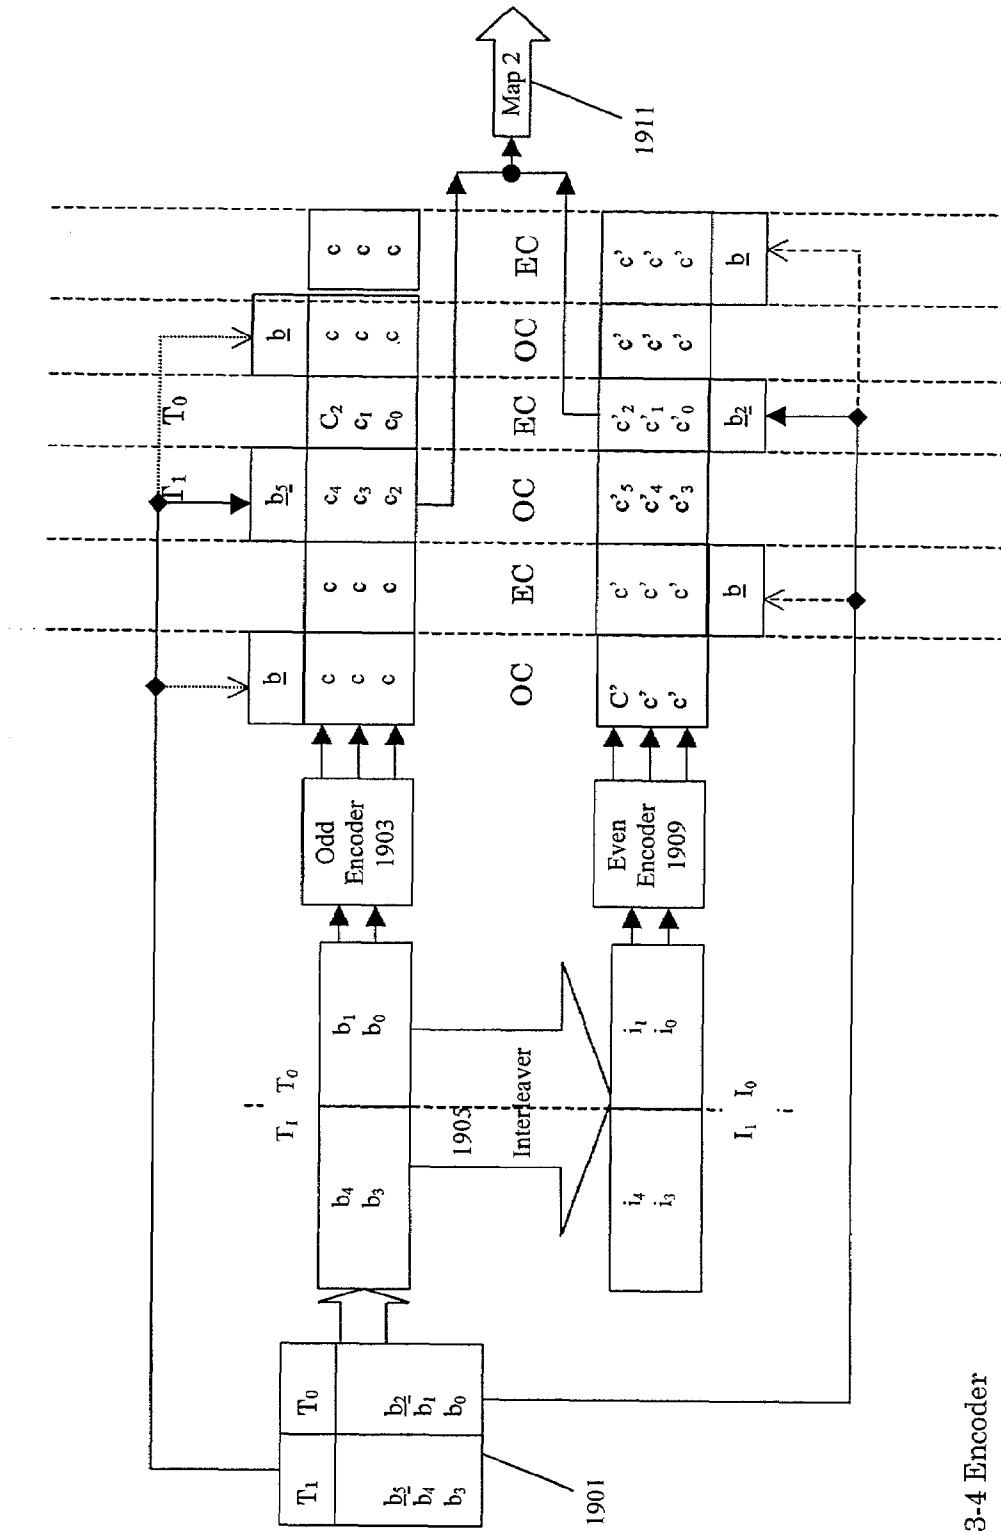 T₁ T₀
b b₅ b
T₁ T₀
T₁ T₀
b₅ b₂
b₄ b₁
b₃ b₀
b₄ b₁
b₃ b₀
Odd
Encoder
1903
c c c₄ C₂ c c
c c c₃ c₁ c c
c c c₂ c₀ c c
1905
Interleaver
OC EC OC EC OC EC
Map 2
1911
1901
i₄ i₁
i₃ i₀
Even
Encoder
1909
C' c' c'₅ c'₂ c' c'
c' c' c'₄ c'₁ c' c'
c' c' c'₃ c'₀ c' c'
b b₂ b
I₁ I₀
3-4 Encoder